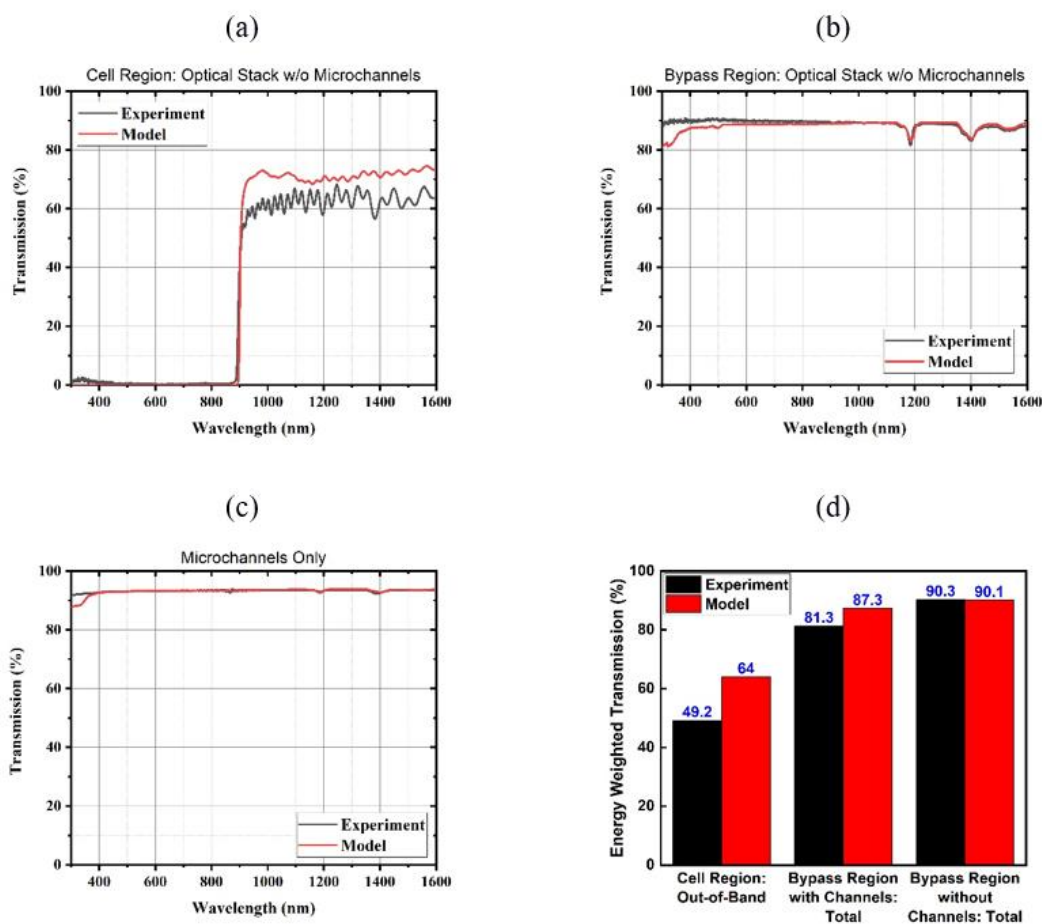 (a)
Cell Region: Optical Stack w/o Microchannels
Experiment
Model
Transmission (%)
100
80
60
40
20
0
400 600 800 1000 1200 1400 1600
Wavelength (nm)
(b)
Bypass Region: Optical Stack w/o Microchannels
Experiment
Model
Transmission (%)
100
80
60
40
20
0
400 600 800 1000 1200 1400 1600
Wavelength (nm)
(c)
Microchannels Only
Experiment
Model
Transmission (%)
100
80
60
40
20
0
400 600 800 1000 1200 1400 1600
Wavelength (nm)
(d)
Experiment
Model
Energy Weighted Transmission (%)
100
80
60
40
20
0
49.2 64 81.3 87.3 90.3 90.1
Cell Region:
Out-of-Band
Bypass Region
with Channels:
Total
Bypass Region
without
Channels: Total